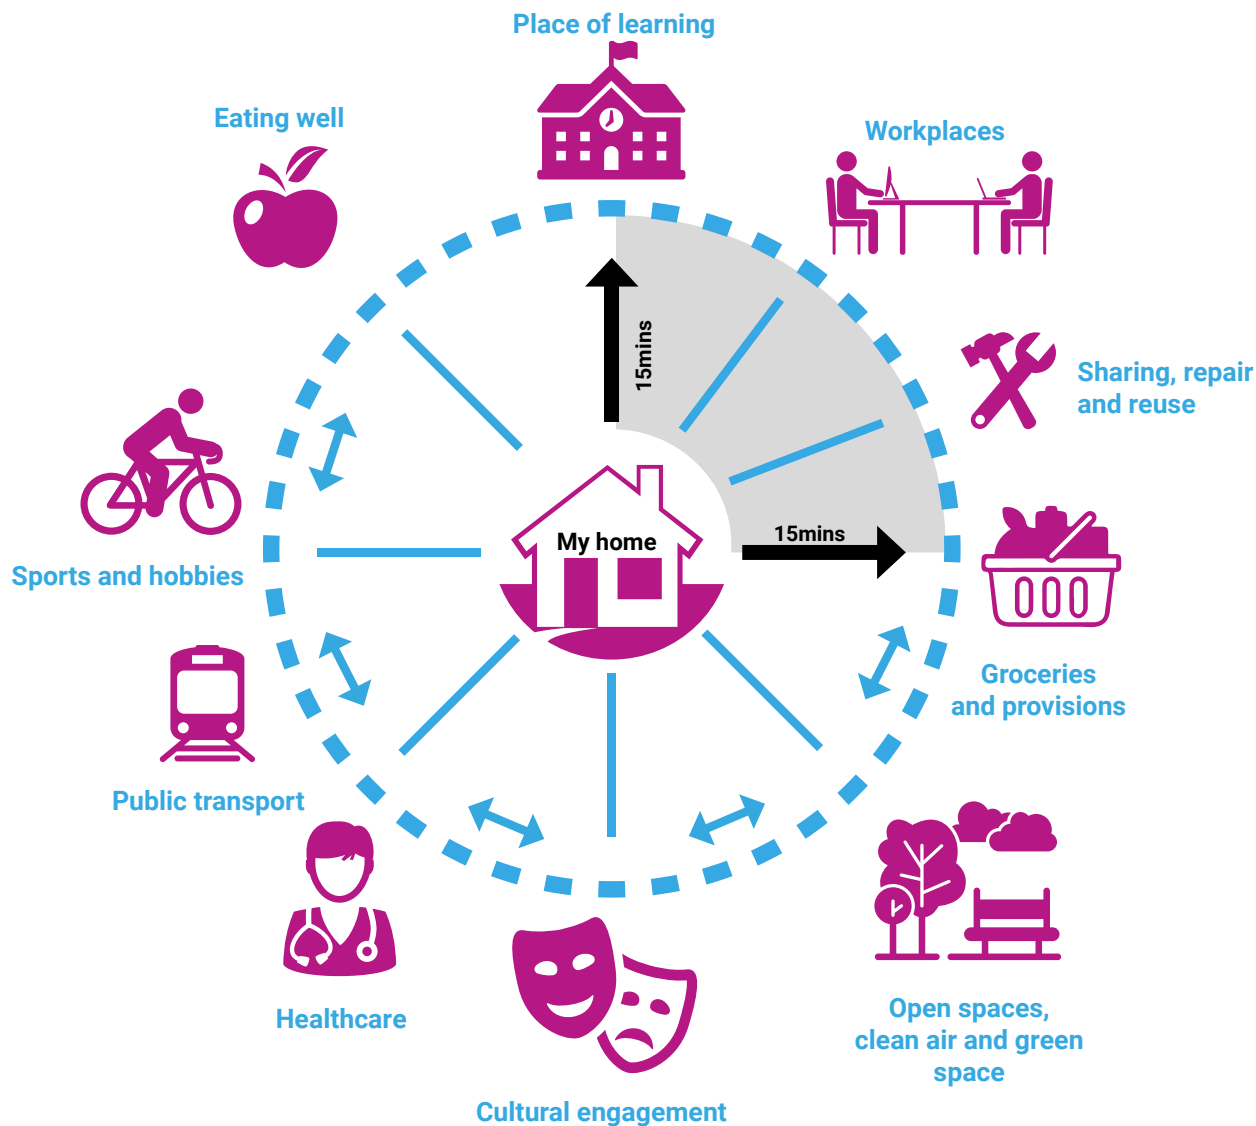 Place of learning
Eating well
Workplaces
15mins
Sharing, repair
and reuse
My home
15mins
Sports and hobbies
Groceries
and provisions
Public transport
Healthcare
Open spaces,
clean air and green
space
Cultural engagement